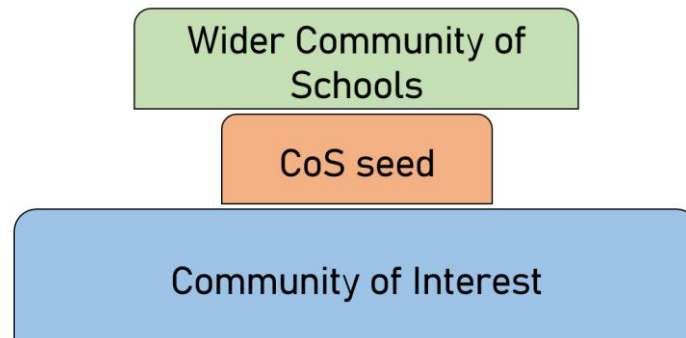 Wider Community of
Schools
CoS seed
Community of Interest